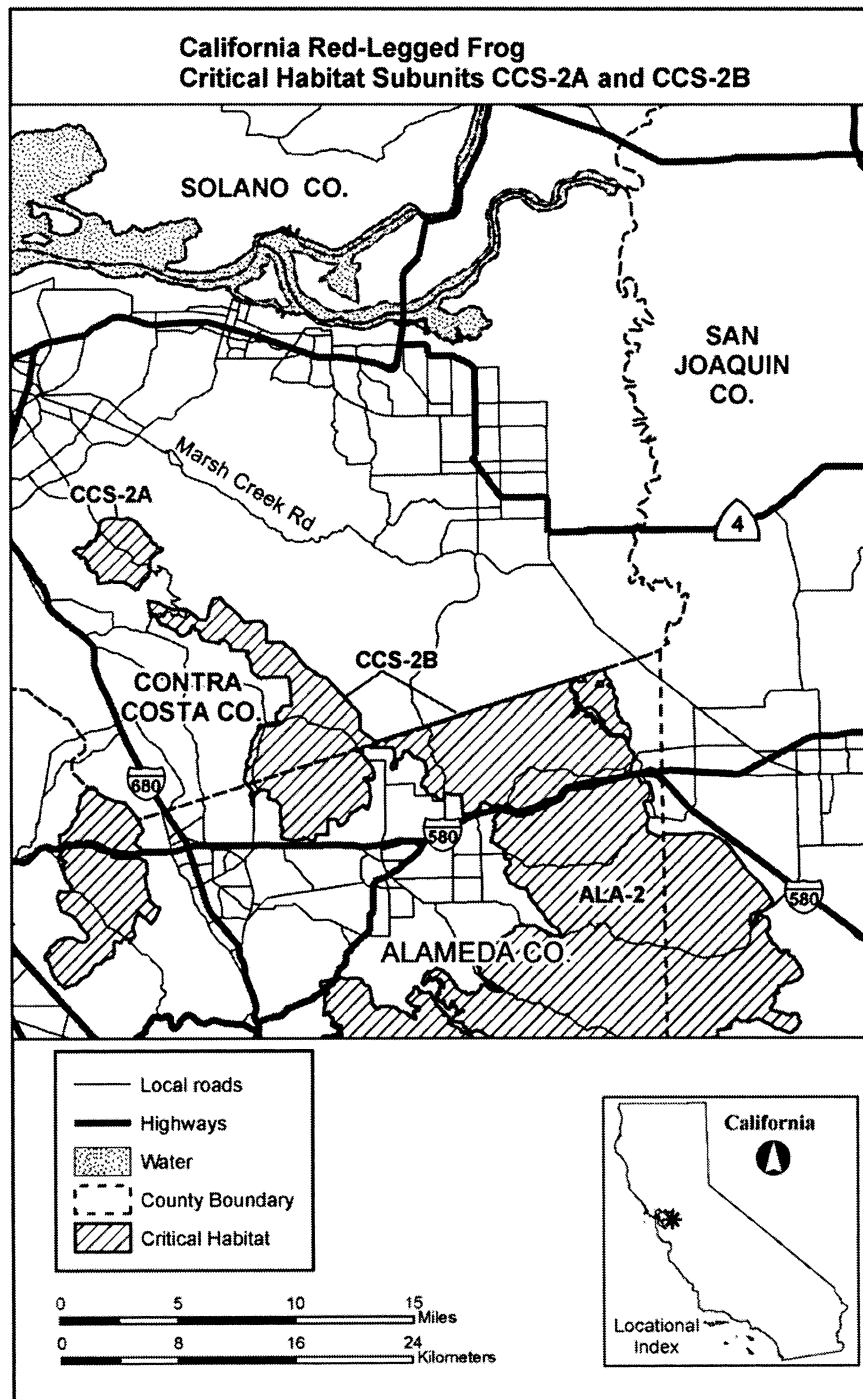 California Red-Legged Frog
Critical Habitat Subunits CCS-2A and CCS-2B
SOLANO CO.
SAN
JOAQUIN
CO.
Marsh Creek Rd
CCS-2A
4
CCS-2B
CONTRA
COSTA CO.
680
580
ALA-2
580
ALAMEDA CO.
Local roads
Highways
Water
County Boundary
Critical Habitat
0 5 10 15
Miles
0 8 16 24
Kilometers
California
Locational
Index